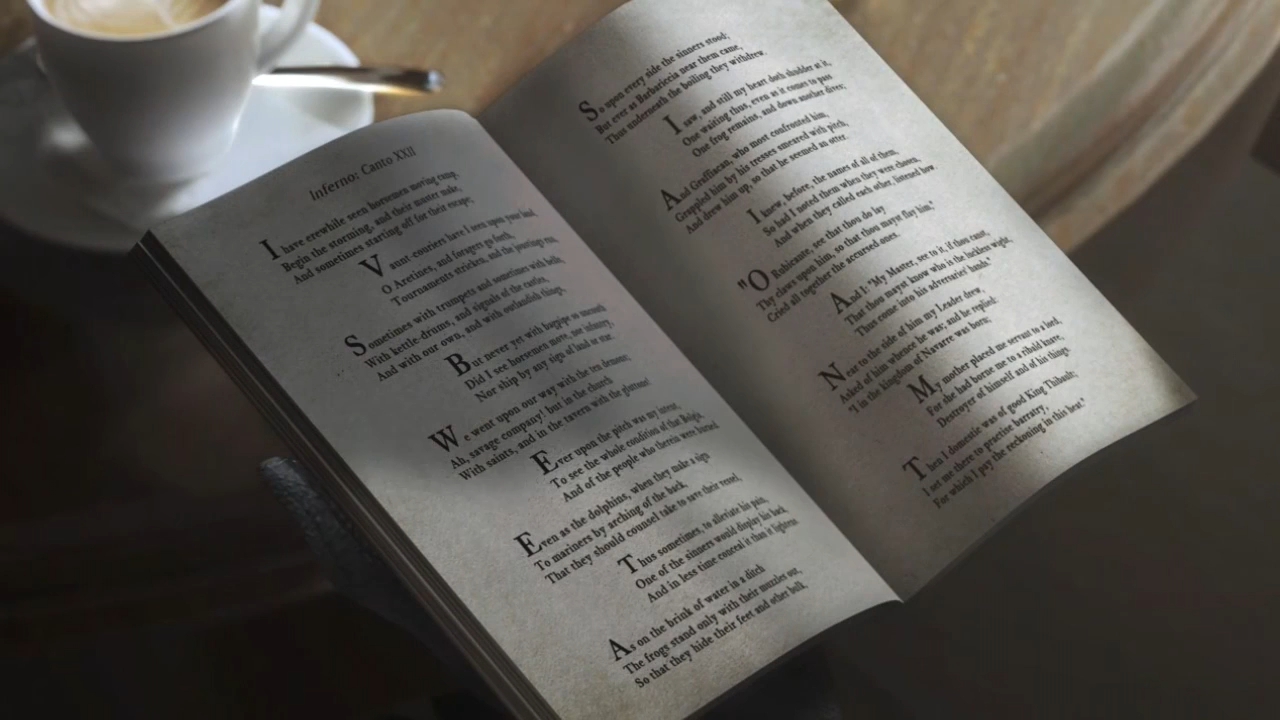 Inferno: Canto XXII
I have erewhile seen horsemen moving camp,
Begin the storming, and their muster make,
And sometimes starting off for their escape;
Vaunt-couriers have I seen upon your land,
O Aretines, and foragers go forth,
Tournaments stricken, and the joustings run,
Sometimes with trumpets and sometimes with bells,
With kettle-drums, and signals of the castles,
And with our own, and with outlandish things,
But never yet with bagpipe so uncouth
Did I see horsemen move, nor infantry,
Nor ship by any sign of land or star.
We went upon our way with the ten demons;
Ah, savage company! but in the church
With saints, and in the tavern with the gluttons!
Ever upon the pitch was my intent,
To see the whole condition of that Bolgia,
And of the people who therein were burned.
Even as the dolphins, when they make a sign
To mariners by arching of the back,
That they should counsel take to save their vessel,
Thus sometimes, to alleviate his pain,
One of the sinners would display his back,
And in less time conceal it than it lightens.
As on the brink of water in a ditch
The frogs stand only with their muzzles out,
So that they hide their feet and other bulk,
So upon every side the sinners stood;
But ever as Barbariccia near them came,
Thus underneath the boiling they withdrew.
I saw, and still my heart doth shudder at it,
One waiting thus, even as it comes to pass
One frog remains, and down another dives;
And Graffiacan, who most confronted him,
Grappled him by his tresses smeared with pitch,
And drew him up, so that he seemed an otter.
I knew, before, the names of all of them,
So had I noted them when they were chosen,
And when they called each other, listened how
"O Rubicante, see that thou do lay
Thy claws upon him, so that thou mayst flay him,"
Cried all together the accursed ones.
And I: "My Master, see to it, if thou canst,
That thou mayst know who is the luckless wight,
Thus come into his adversaries' hands."
Near to the side of him my Leader drew,
Asked of him whence he was; and he replied:
"I in the kingdom of Navarre was born;
My mother placed me servant to a lord,
For she had borne me to a ribald knave,
Destroyer of himself and of his things.
Then I domestic was of good King Thibault;
I set me there to practise barratry,
For which I pay the reckoning in this heat."